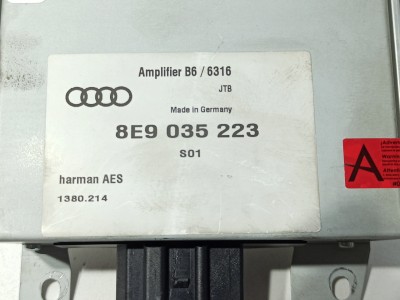 Amplifier B6 / 6316
JTB
Made in Germany
8E9 035 223
S01
harman AES
1380.214
A